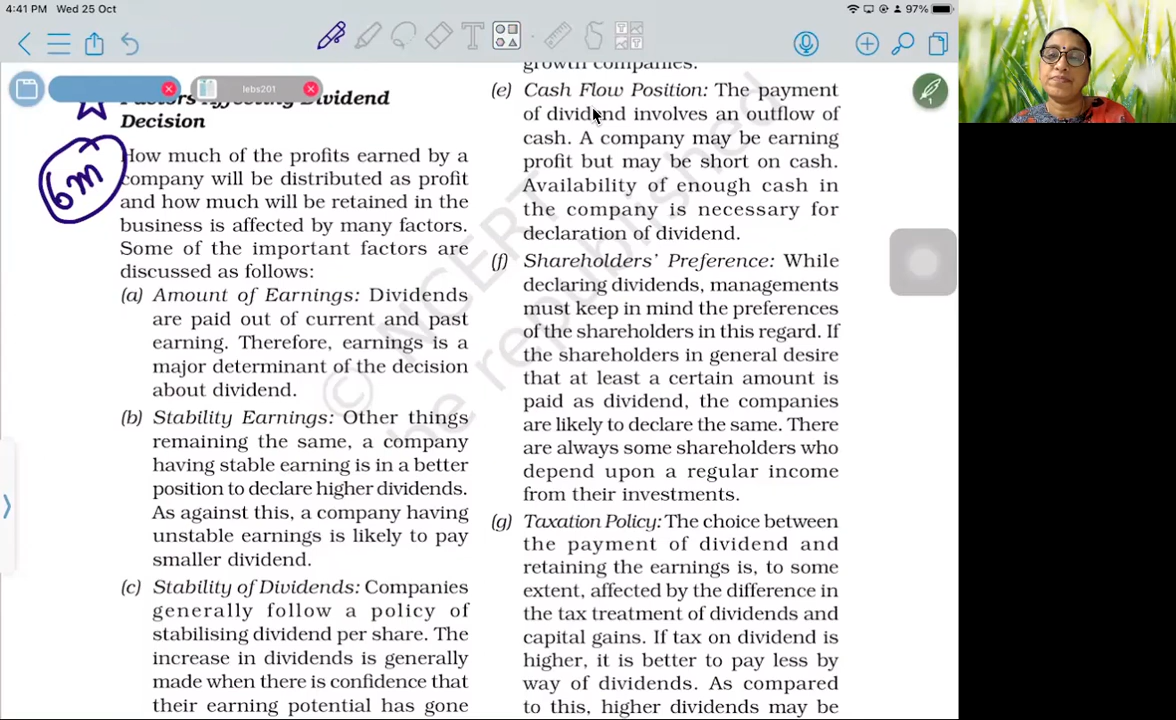 4:41 PM Wed 25 Oct
97%
lebs201
Factors Affecting Dividend
Decision
6m
How much of the profits earned by a
company will be distributed as profit
and how much will be retained in the
business is affected by many factors.
Some of the important factors are
discussed as follows:
(a) Amount of Earnings: Dividends
are paid out of current and past
earning. Therefore, earnings is a
major determinant of the decision
about dividend.
(b) Stability Earnings: Other things
remaining the same, a company
having stable earning is in a better
position to declare higher dividends.
As against this, a company having
unstable earnings is likely to pay
smaller dividend.
(c) Stability of Dividends: Companies
generally follow a policy of
stabilising dividend per share. The
increase in dividends is generally
made when there is confidence that
their earning potential has gone
growth companies.
(e) Cash Flow Position: The payment
of dividend involves an outflow of
cash. A company may be earning
profit but may be short on cash.
Availability of enough cash in
the company is necessary for
declaration of dividend.
(f) Shareholders' Preference: While
declaring dividends, managements
must keep in mind the preferences
of the shareholders in this regard. If
the shareholders in general desire
that at least a certain amount is
paid as dividend, the companies
are likely to declare the same. There
are always some shareholders who
depend upon a regular income
from their investments.
(g) Taxation Policy: The choice between
the payment of dividend and
retaining the earnings is, to some
extent, affected by the difference in
the tax treatment of dividends and
capital gains. If tax on dividend is
higher, it is better to pay less by
way of dividends. As compared
to this, higher dividends may be
© NCERT
be republished